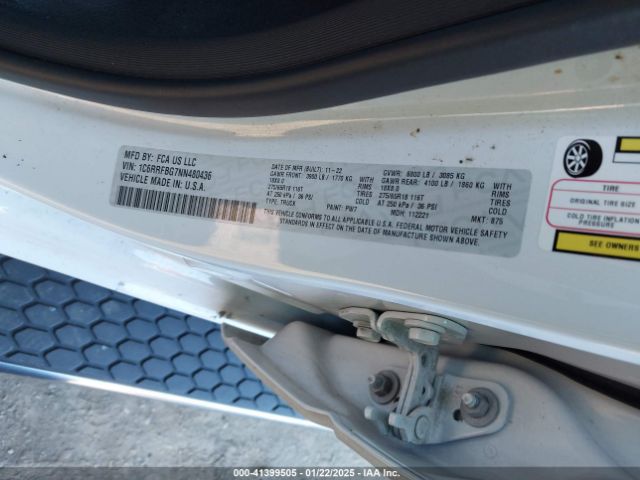 MFD BY: FCA US LLC
VIN: 1C6RRFBG7NN480436
VEHICLE MADE IN U.S.A.
DATE OF MFR (BUILT): 11-22
GVWR: 6800 LB / 3085 KG
GAWR FRONT: 3900 LB / 1770 KG WITH
GAWR REAR: 4100 LB / 1860 KG WITH
18X8.0 RIMS
18X8.0 RIMS
275/65R18 116T
275/65R18 116T
AT 250 kPa / 36 PSI COLD
AT 250 kPa / 36 PSI COLD
TYPE: TRUCK PAINT: PW7 MDH: 112221 MKT: 875
THIS VEHICLE CONFORMS TO ALL APPLICABLE U.S.A. FEDERAL MOTOR VEHICLE SAFETY
STANDARDS IN EFFECT ON THE DATE OF MANUFACTURE SHOWN ABOVE.
The
TIRE
ORIGINAL TIRE SIZE
COLD TIRE INFLATION
PRESSURE
SEE OWNERS
COPART 41399505 - 01/22/2025 - IAA HOUSTON